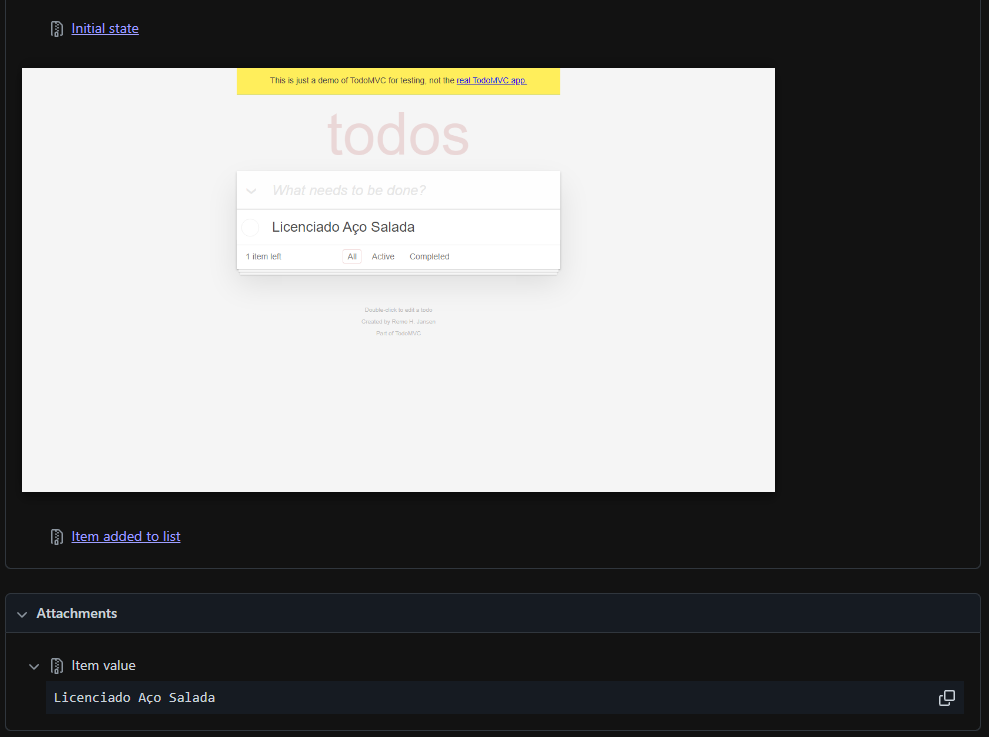 Initial state
This is just a demo of TodoMVC for testing, not the real TodoMVC app.
todos
What needs to be done?
Licenciado Aço Salada
1 item left
All
Active
Completed
Double-click to edit a todo
Created by Remo H. Jansen
Part of TodoMVC
Item added to list
Attachments
Item value
Licenciado Aço Salada